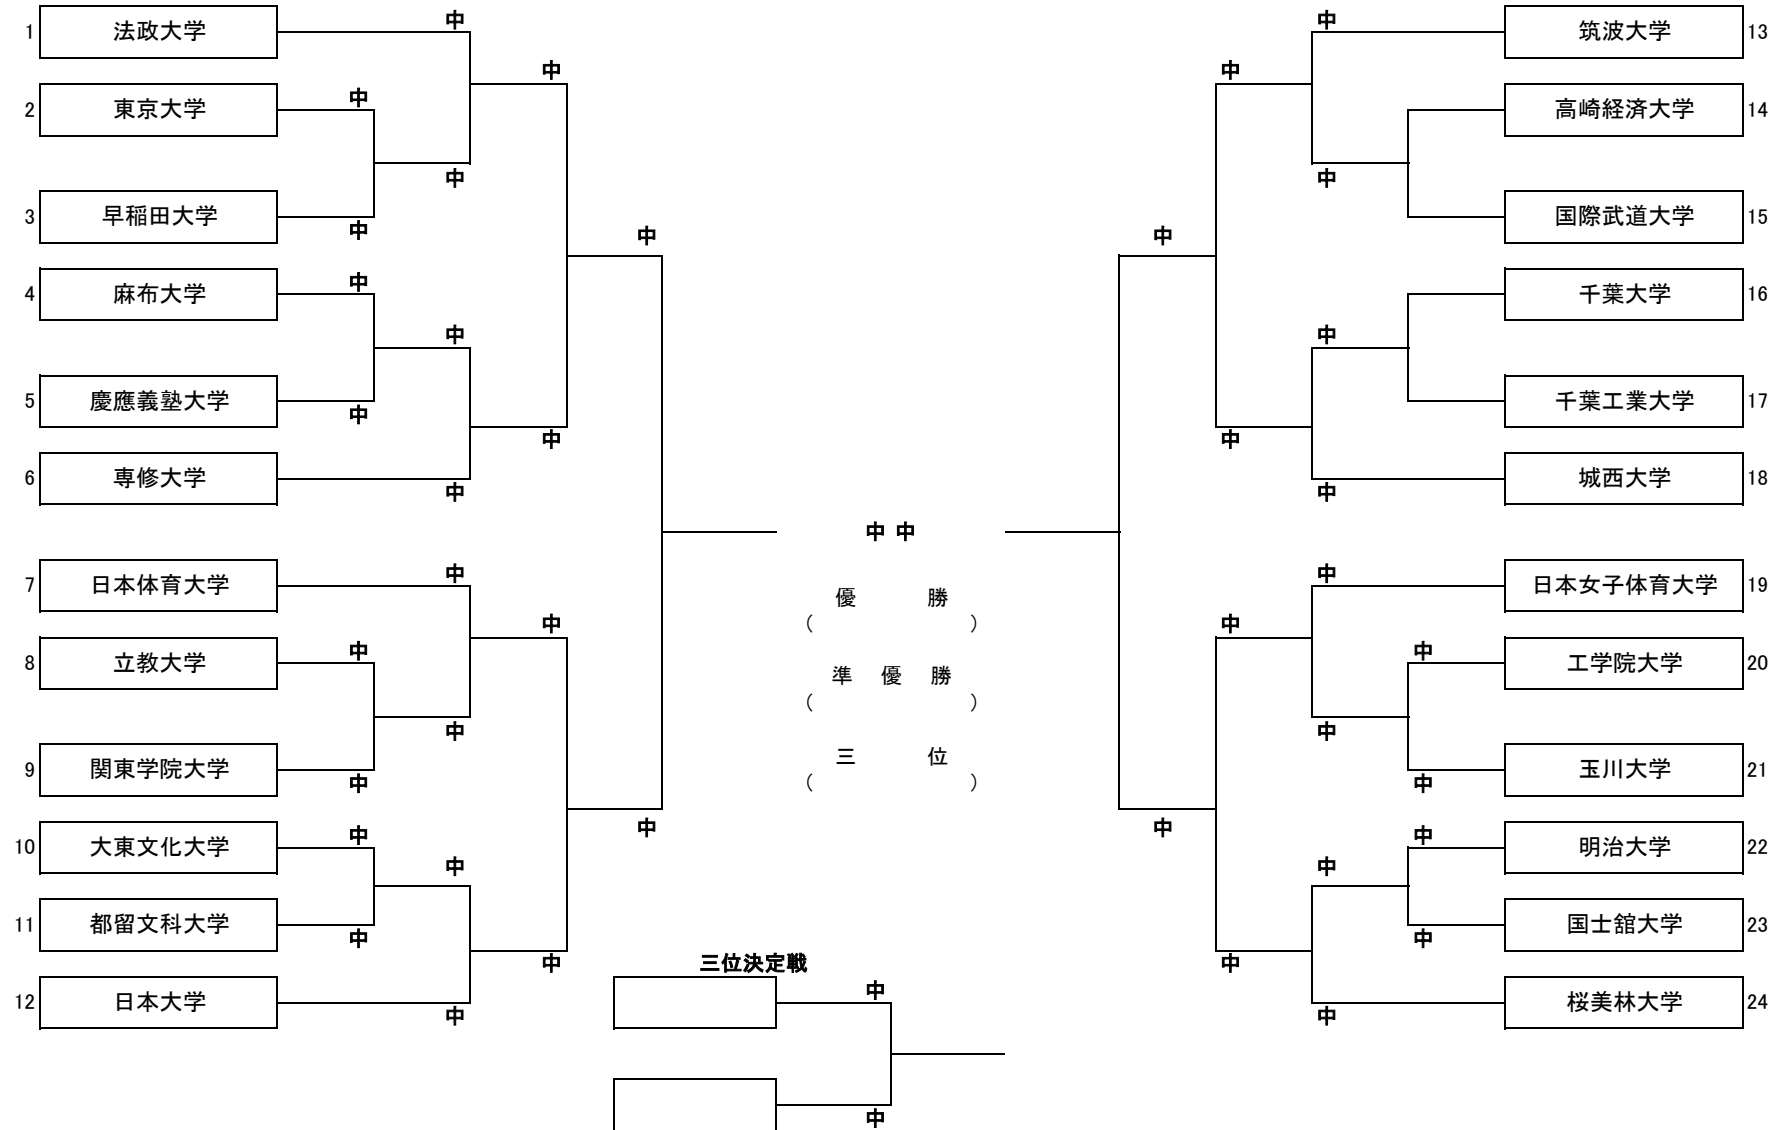 1 法政大学 中
中
2 東京大学 中
中
3 早稲田大学 中
中
4 麻布大学 中
中
5 慶應義塾大学 中
中
6 専修大学 中
7 日本体育大学 中
中
8 立教大学 中
中
9 関東学院大学 中
10 大東文化大学 中
中
中
11 都留文科大学 中
中
12 日本大学 中
中 中
優 勝
( )
準 優 勝
( )
三 位
( )
三位決定戦
中
中
中 筑波大学 13
中
高崎経済大学 14
中
国際武道大学 15
中
千葉大学 16
中
千葉工業大学 17
中
城西大学 18
中
中 日本女子体育大学 19
中
中 工学院大学 20
中
中 玉川大学 21
中
中 明治大学 22
中
中 国士舘大学 23
中
中 桜美林大学 24